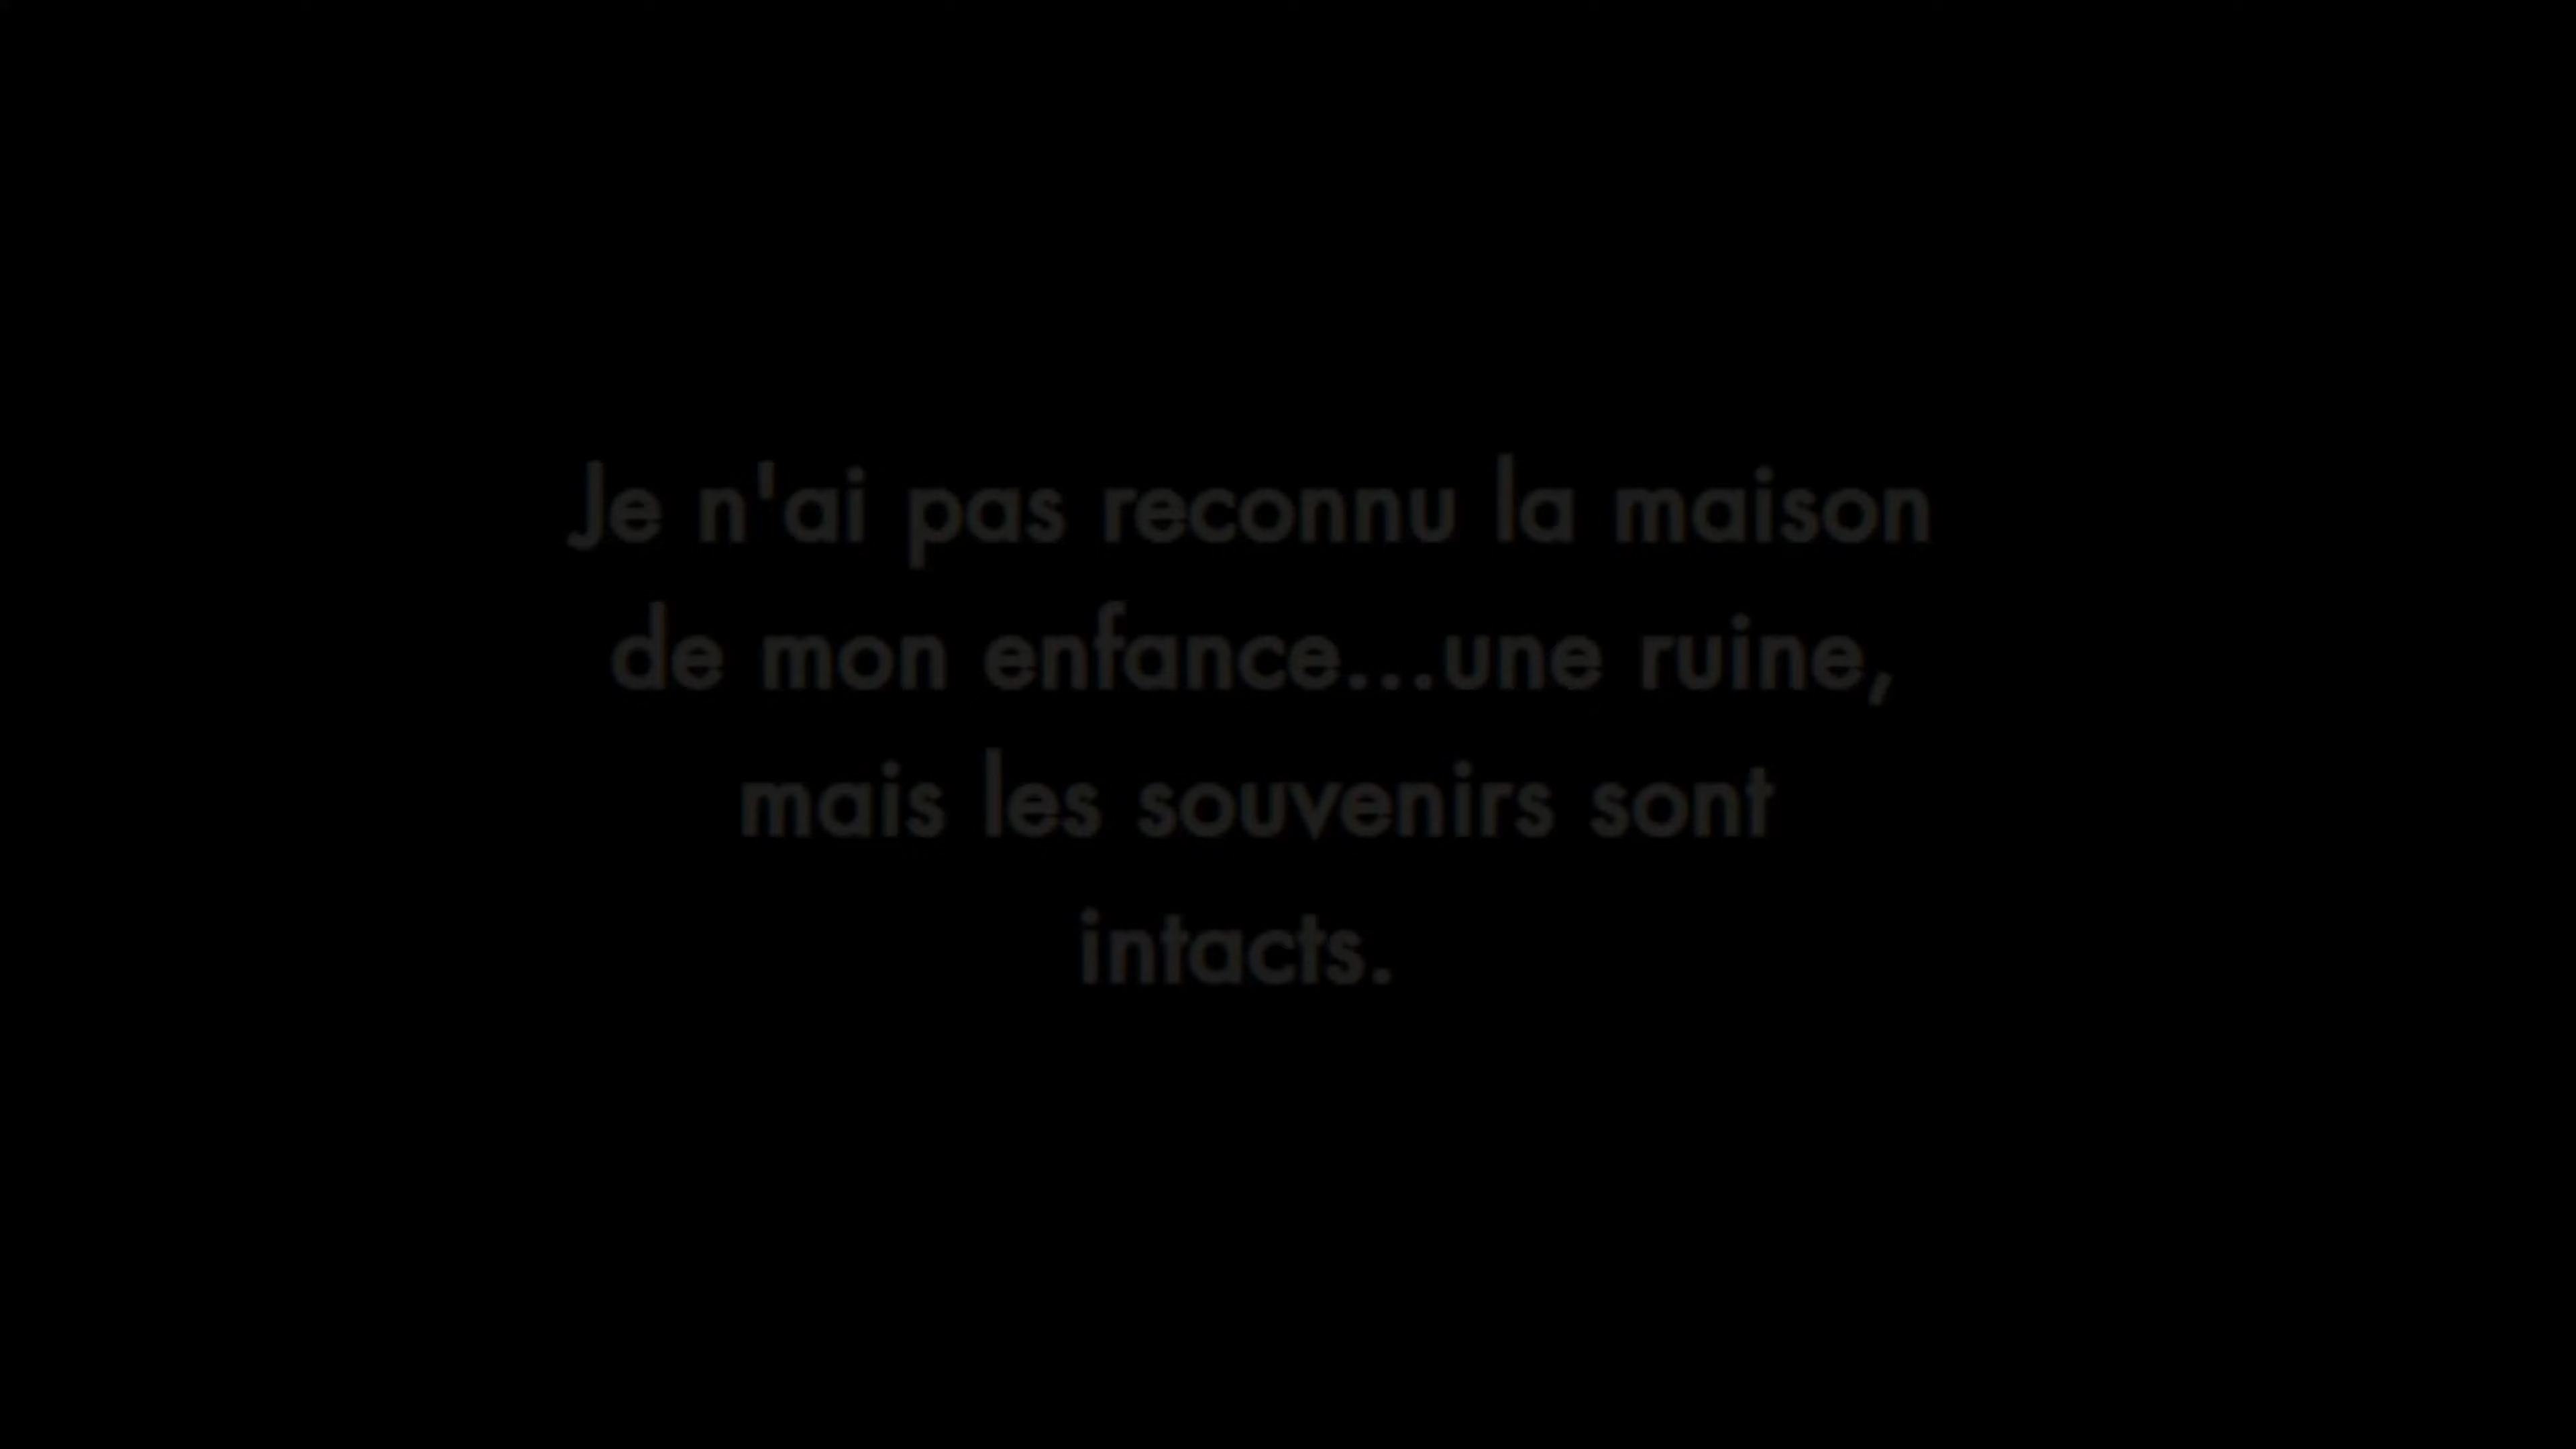 Je n'ai pas reconnu la maison
de mon enfance...une ruine,
mais les souvenirs sont
intacts.